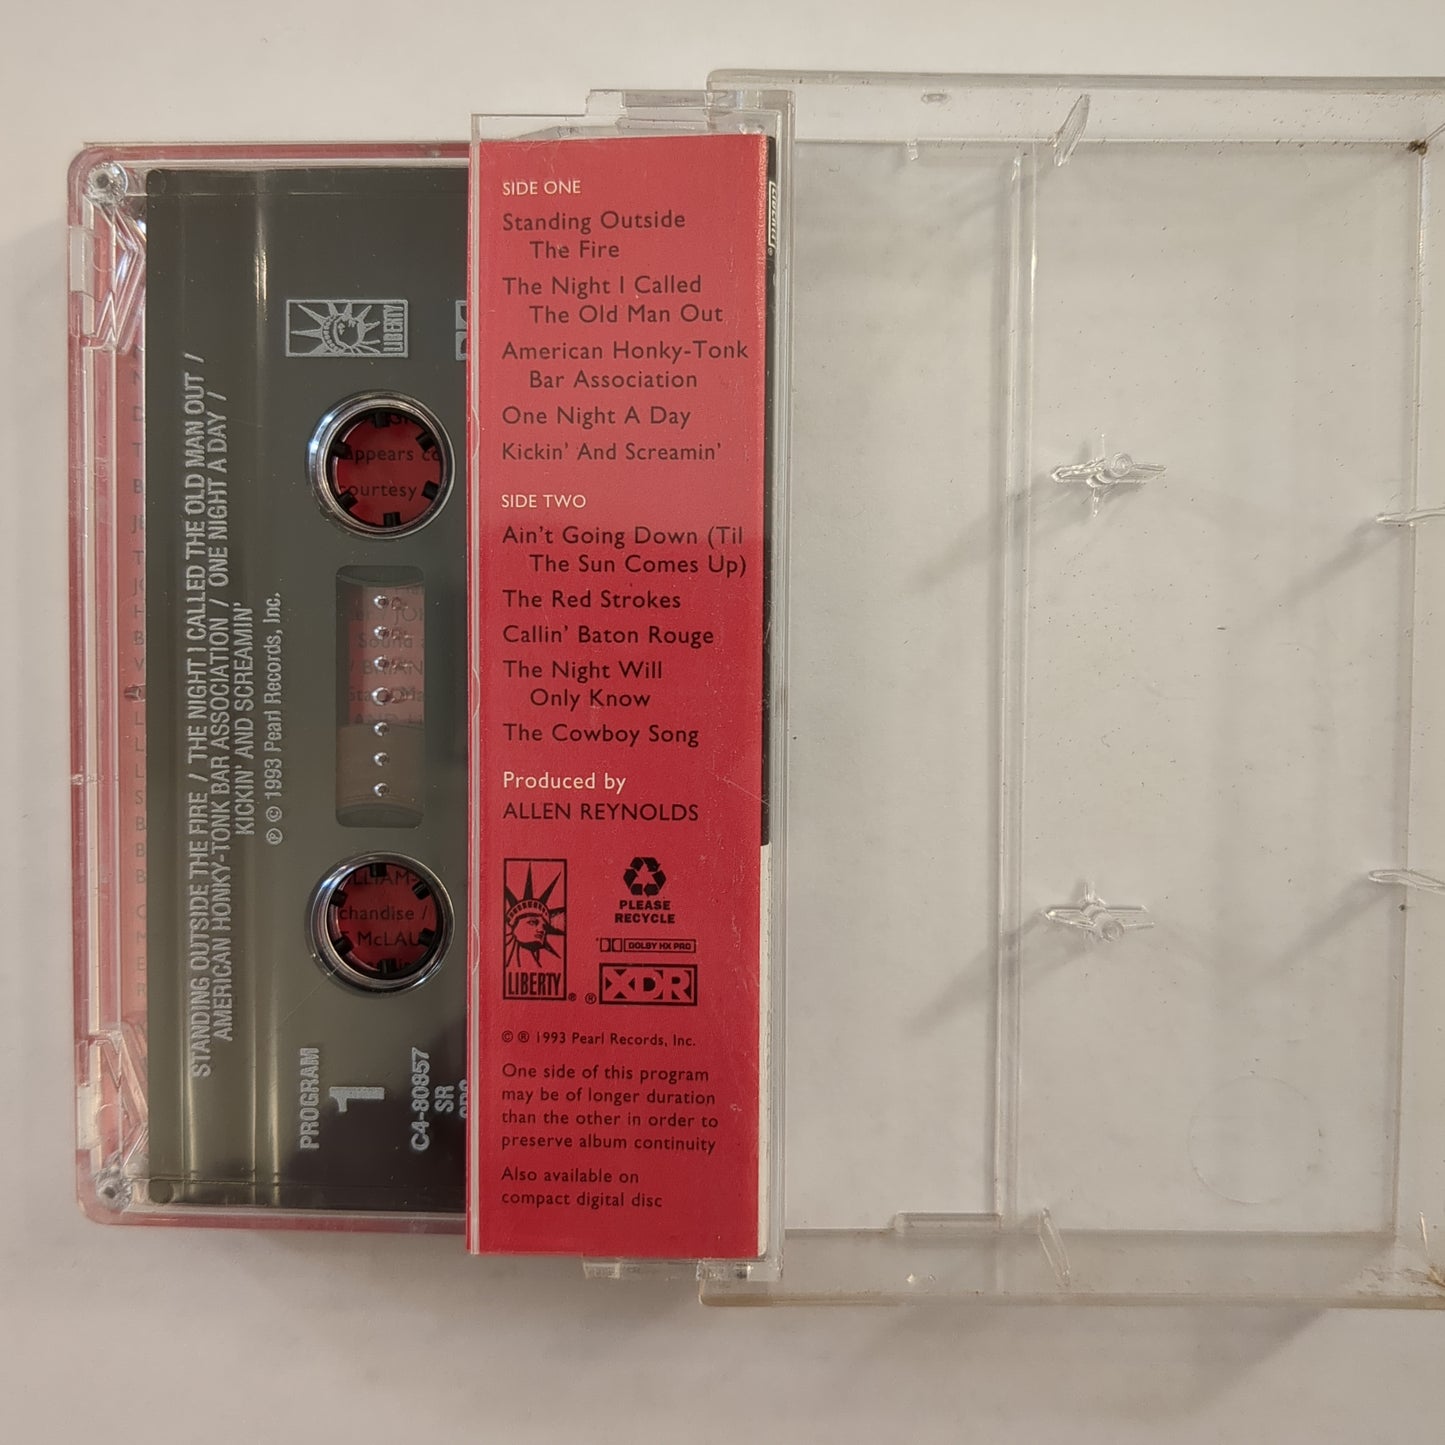 SIDE ONE
Standing Outside
The Fire
The Night I Called
The Old Man Out
American Honky-Tonk
Bar Association
One Night A Day
Kickin' And Screamin'
SIDE TWO
Ain't Going Down (Til
The Sun Comes Up)
The Red Strokes
Callin' Baton Rouge
The Night Will
Only Know
The Cowboy Song
Produced by
ALLEN REYNOLDS
LIBERTY ®
PLEASE
RECYCLE
DOLBY HX PRO
® XDR
© ® 1993 Pearl Records, Inc.
One side of this program
may be of longer duration
than the other in order to
preserve album continuity
Also available on
compact digital disc
LIBERTY
STANDING OUTSIDE THE FIRE / THE NIGHT I CALLED THE OLD MAN OUT /
AMERICAN HONKY-TONK BAR ASSOCIATION / ONE NIGHT A DAY /
KICKIN' AND SCREAMIN'
℗ © 1993 Pearl Records, Inc.
PROGRAM
1
C4-80857
SR
appears
courtesy
Sound
BRIAN
chandise /
McLAU